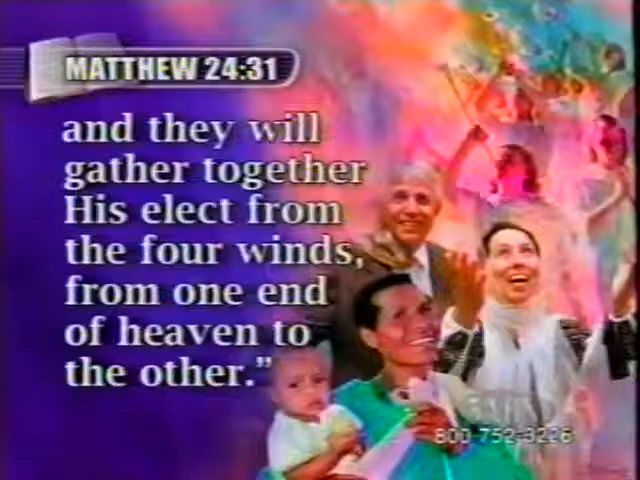 MATTHEW 24:31
and they will
gather together
His elect from
the four winds,
from one end
of heaven to
the other.”
800-752-3226